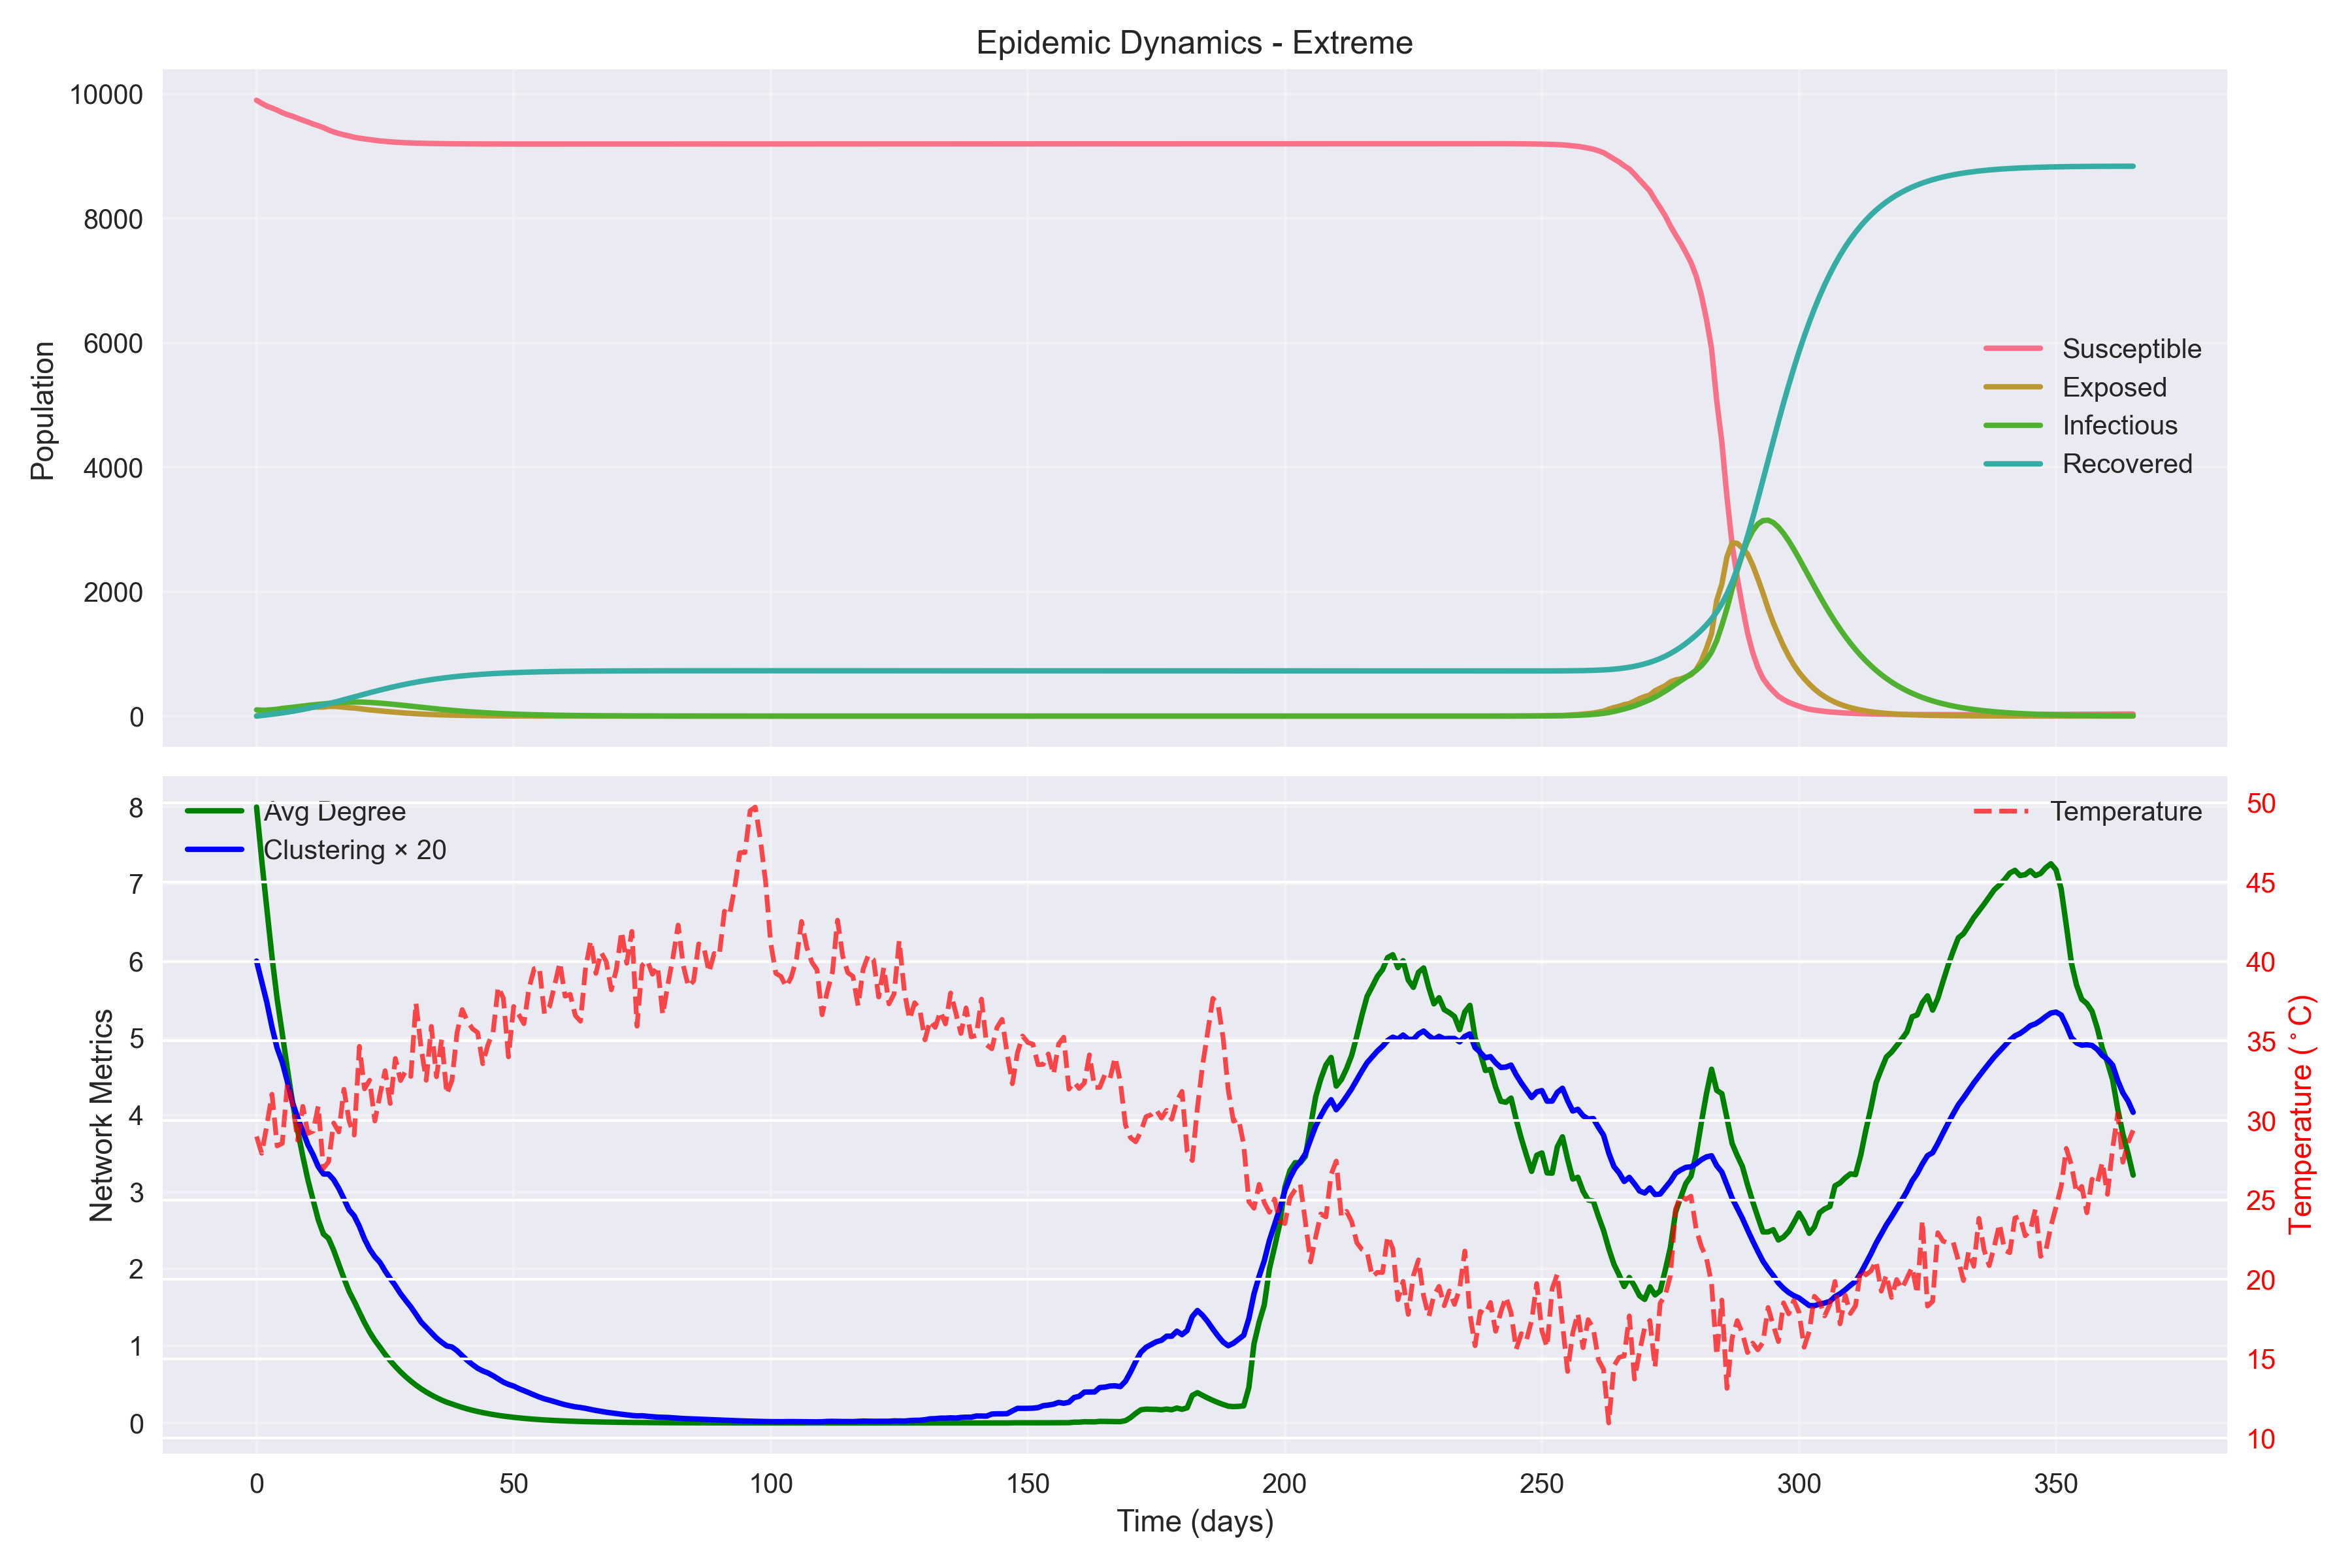 Epidemic Dynamics - Extreme
10000
8000
6000
4000
2000
0
Population
Susceptible
Exposed
Infectious
Recovered
8
7
6
5
4
3
2
1
0
Network Metrics
Avg Degree
Clustering × 20
Temperature
50
45
40
35
30
25
20
15
10
Temperature (°C)
0 50 100 150 200 250 300 350
Time (days)